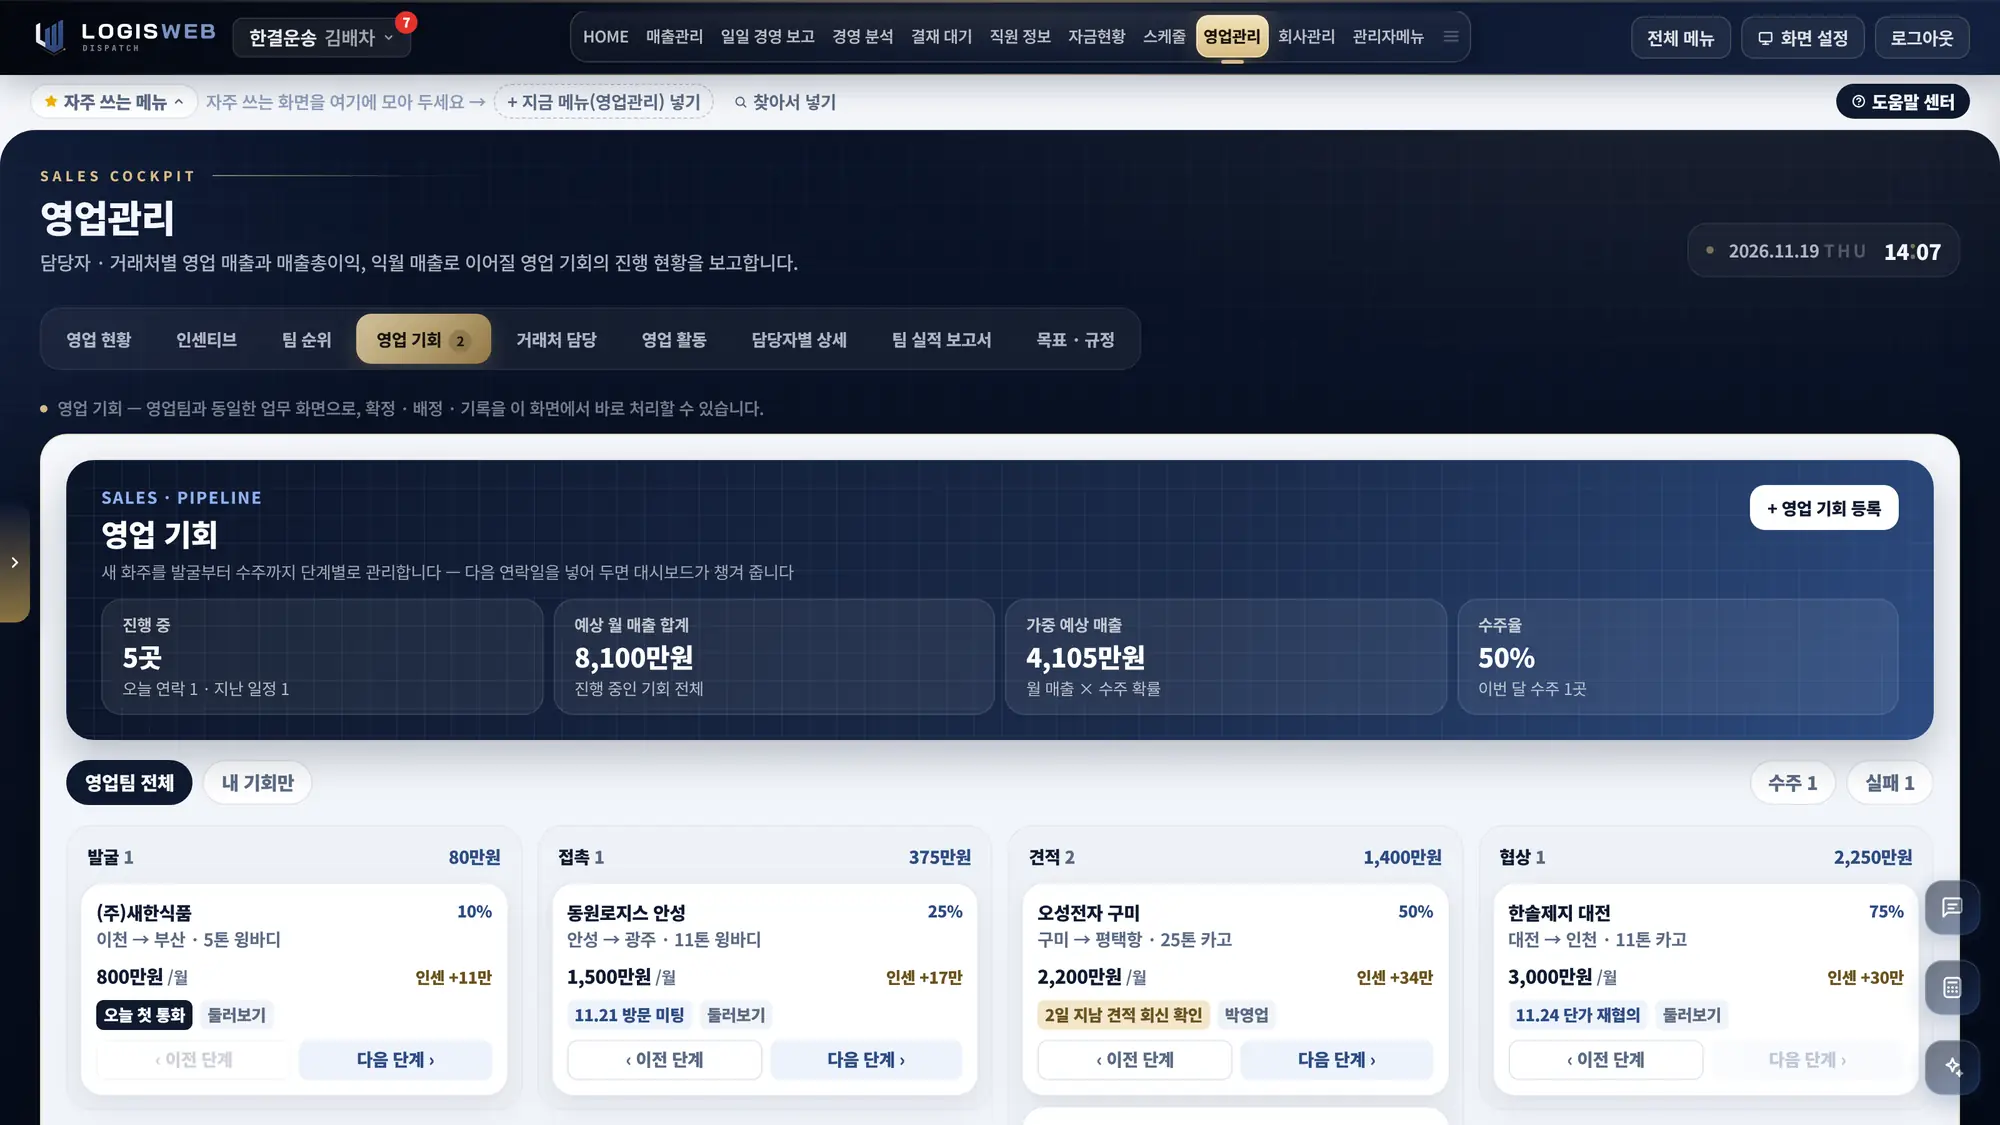 LOGISWEB
DISPATCH
한결운송 김배차
7
HOME 매출관리 일일 경영 보고 경영 분석 결재 대기 직원 정보 자금현황 스케줄 영업관리 회사관리 관리자메뉴
전체 메뉴
화면 설정
로그아웃
자주 쓰는 메뉴
자주 쓰는 화면을 여기에 모아 두세요 →
+ 지금 메뉴(영업관리) 넣기
찾아서 넣기
도움말 센터
SALES COCKPIT
영업관리
담당자 · 거래처별 영업 매출과 매출총이익, 익월 매출로 이어질 영업 기회의 진행 현황을 보고합니다.
2026.11.19 THU 14:07
영업 현황 인센티브 팀 순위 영업 기회 2 거래처 담당 영업 활동 담당자별 상세 팀 실적 보고서 목표 · 규정
영업 기회 — 영업팀과 동일한 업무 화면으로, 확정 · 배정 · 기록을 이 화면에서 바로 처리할 수 있습니다.
SALES · PIPELINE
영업 기회
새 화주를 발굴부터 수주까지 단계별로 관리합니다 — 다음 연락일을 넣어 두면 대시보드가 챙겨 줍니다
+ 영업 기회 등록
진행 중
5곳
오늘 연락 1 · 지난 일정 1
예상 월 매출 합계
8,100만원
진행 중인 기회 전체
가중 예상 매출
4,105만원
월 매출 × 수주 확률
수주율
50%
이번 달 수주 1곳
영업팀 전체
내 기회만
수주 1
실패 1
발굴 1 80만원
(주)새한식품 10%
이천 → 부산 · 5톤 윙바디
800만원 /월 인센 +11만
오늘 첫 통화 둘러보기
‹ 이전 단계 다음 단계 ›
접촉 1 375만원
동원로지스 안성 25%
안성 → 광주 · 11톤 윙바디
1,500만원 /월 인센 +17만
11.21 방문 미팅 둘러보기
‹ 이전 단계 다음 단계 ›
견적 2 1,400만원
오성전자 구미 50%
구미 → 평택항 · 25톤 카고
2,200만원 /월 인센 +34만
2일 지남 견적 회신 확인 박영업
‹ 이전 단계 다음 단계 ›
협상 1 2,250만원
한솔제지 대전 75%
대전 → 인천 · 11톤 카고
3,000만원 /월 인센 +30만
11.24 단가 재협의 둘러보기
‹ 이전 단계 다음 단계 ›